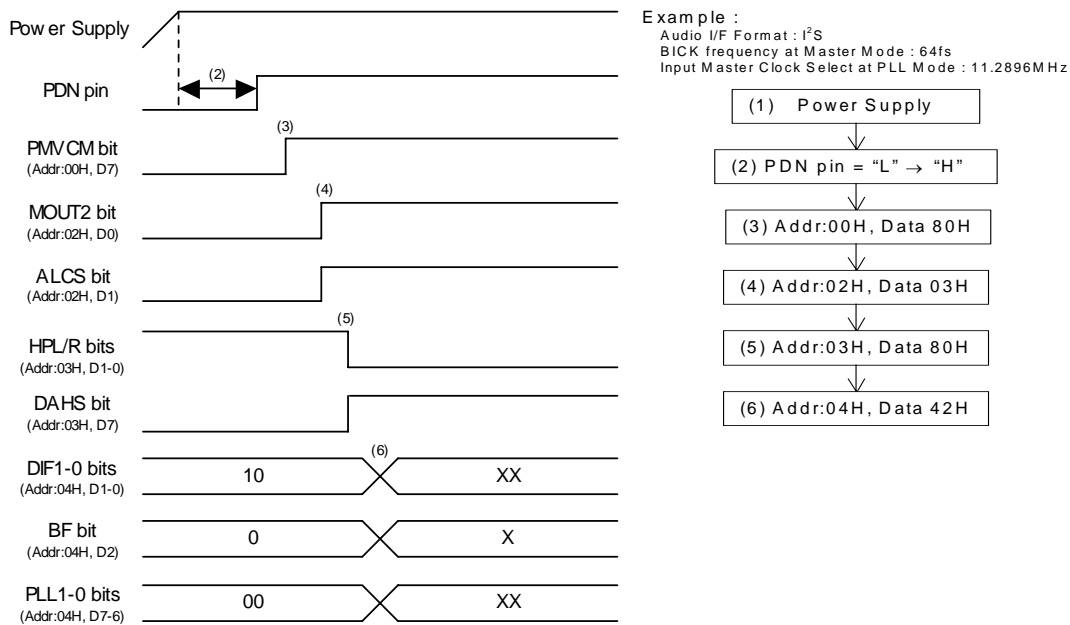 Power Supply
(2)
PDN pin
(3)
PMVCM bit
(Addr:00H, D7)
(4)
MOUT2 bit
(Addr:02H, D0)
ALCS bit
(Addr:02H, D1)
(5)
HPL/R bits
(Addr:03H, D1-0)
DAHS bit
(Addr:03H, D7)
(6)
DIF1-0 bits
(Addr:04H, D1-0)
10
XX
BF bit
(Addr:04H, D2)
0
X
PLL1-0 bits
(Addr:04H, D7-6)
00
XX
Example :
Audio I/F Format : I²S
BICK frequency at Master Mode : 64fs
Input Master Clock Select at PLL Mode : 11.2896MHz
(1) Power Supply
(2) PDN pin = “L” → “H”
(3) Addr:00H, Data 80H
(4) Addr:02H, Data 03H
(5) Addr:03H, Data 80H
(6) Addr:04H, Data 42H